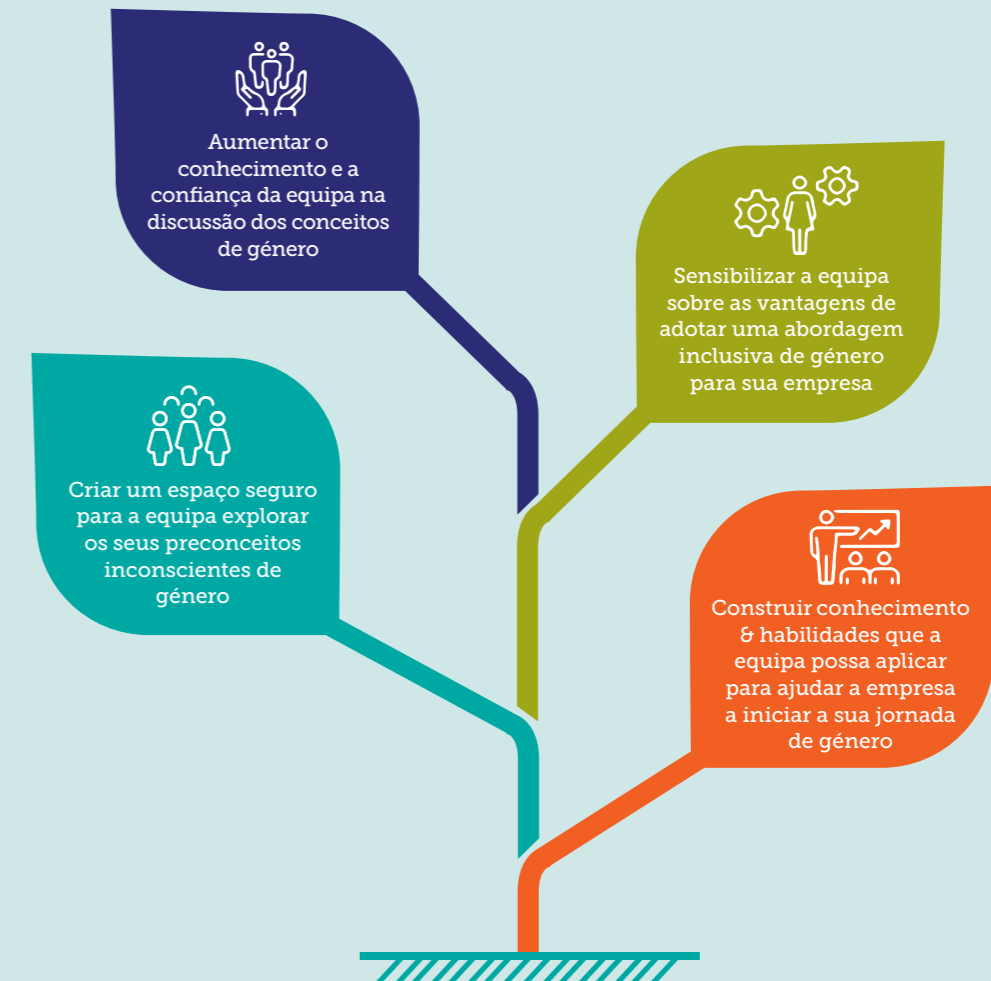 Aumentar o
conhecimento e a
confiança da equipa na
discussão dos conceitos
de género
Sensibilizar a equipa
sobre as vantagens de
adotar uma abordagem
inclusiva de género
para sua empresa
Criar um espaço seguro
para a equipa explorar
os seus preconceitos
inconscientes de
género
Construir conhecimento
& habilidades que a
equipa possa aplicar
para ajudar a empresa
a iniciar a sua jornada
de género